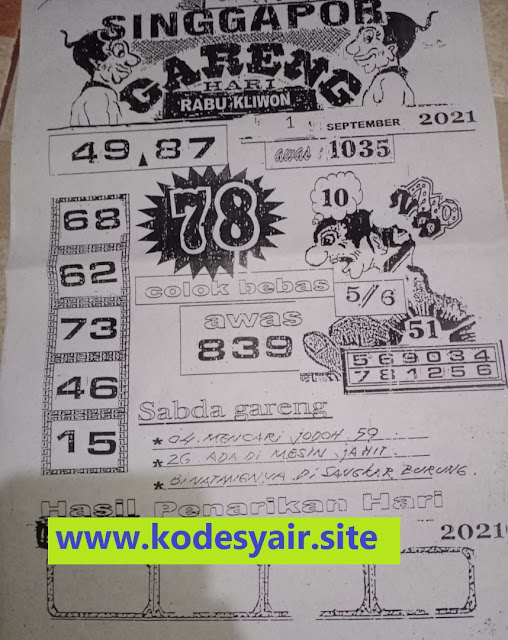 SINGGAPOR
GARENG
HARI
RABU KLIWON
1 SEPTEMBER 2021
49.87
awas : 1035
68
78
10
62
colok bebas
5//6
73
awas
839
51
569034
781256
46
Sabda gareng
15
* 04. MENCARI JODOH 59
* 26 ADA DI MESIN JAHIT
* BINATANGNYA DI SANGKAR BURUNG.
Hasil Penarikan Hari
www.kodesyair.site
2021